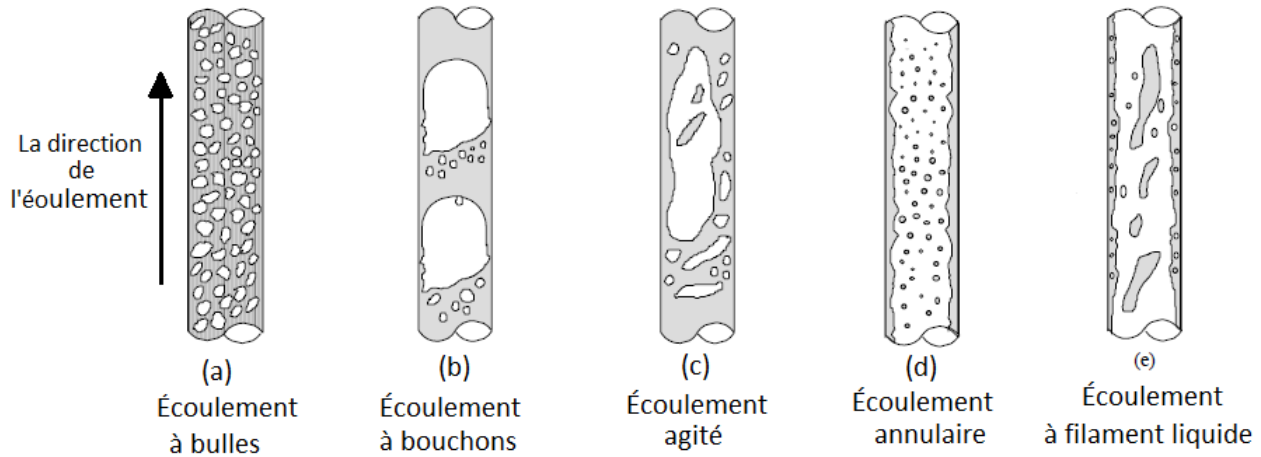 La direction
de
l'éoulement
(a)
Écoulement
à bulles
(b)
Écoulement
à bouchons
(c)
Écoulement
agité
(d)
Écoulement
annulaire
(e)
Écoulement
à filament liquide